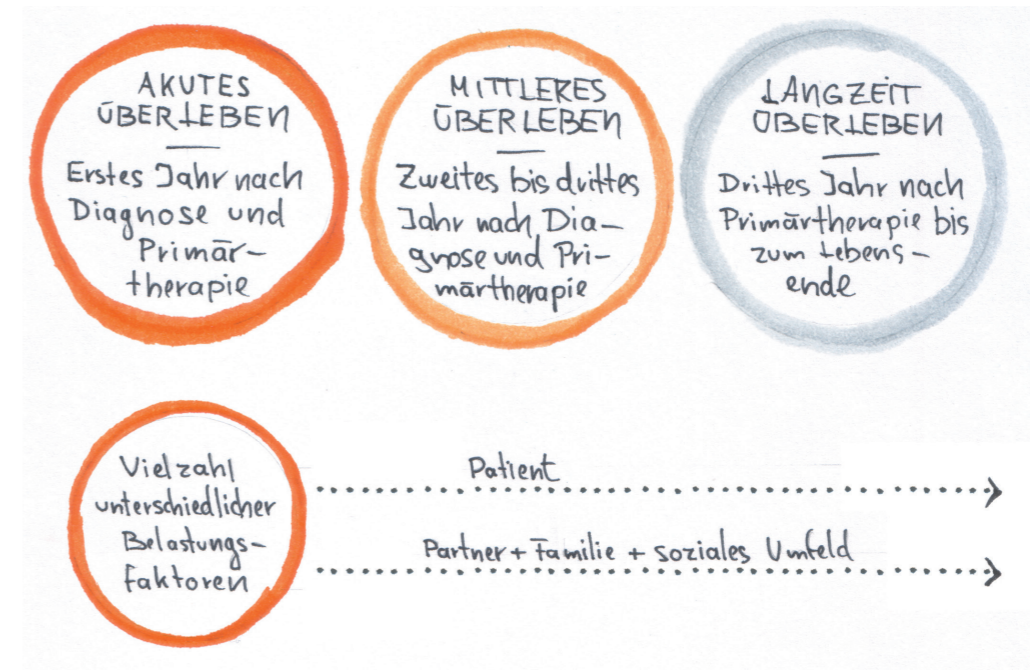 AKUTES
ÜBERLEBEN
Erstes Jahr nach
Diagnose und
Primär-
therapie
MITTLERES
ÜBERLEBEN
Zweites bis drittes
Jahr nach Dia-
gnose und Pri-
märtherapie
LANGZEIT
ÜBERLEBEN
Drittes Jahr nach
Primärtherapie bis
zum Lebens-
ende
Vielzahl
unterschiedlicher
Belastungs-
faktoren
Patient
Partner + Familie + soziales Umfeld